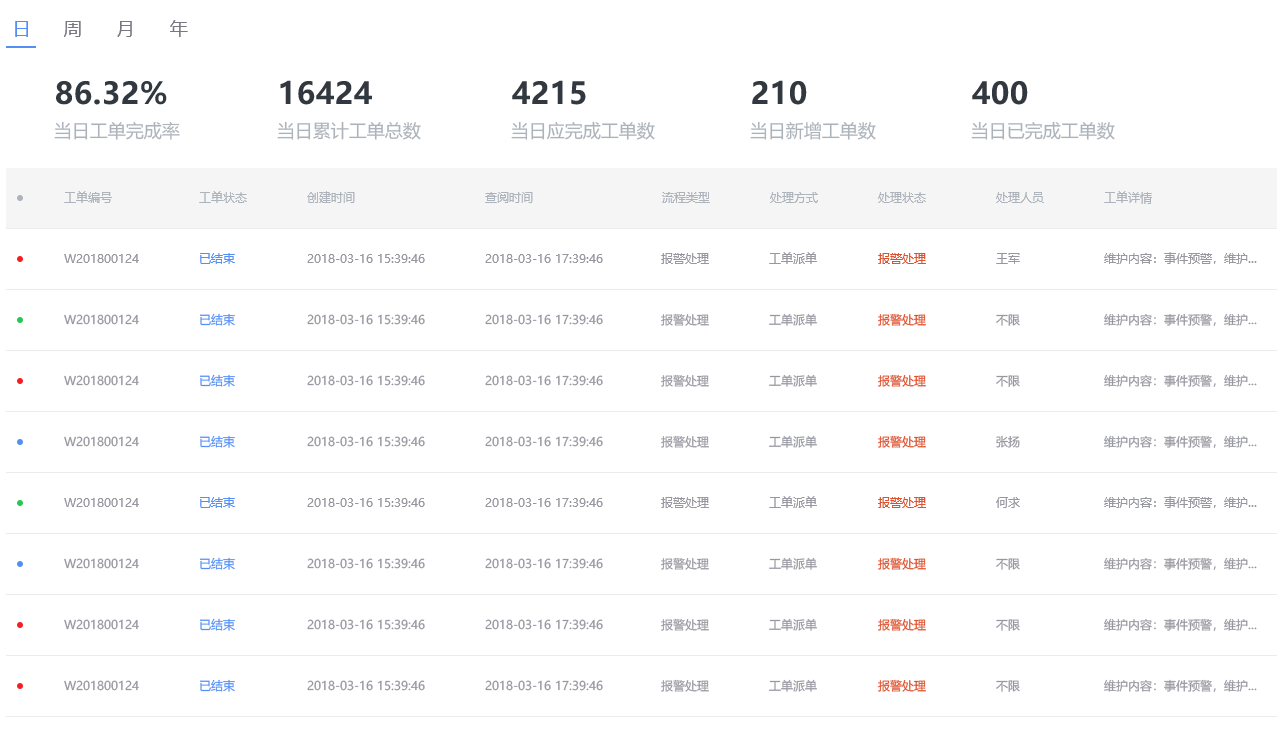 日 周 月 年
86.32% 16424 4215 210 400
当日工单完成率 当日累计工单总数 当日应完成工单数 当日新增工单数 当日已完成工单数
工单编号 工单状态 创建时间 查阅时间 流程类型 处理方式 处理状态 处理人员 工单详情
W201800124 已结束 2018-03-16 15:39:46 2018-03-16 17:39:46 报警处理 工单派单 报警处理 王军 维护内容：事件预警，维护...
W201800124 已结束 2018-03-16 15:39:46 2018-03-16 17:39:46 报警处理 工单派单 报警处理 不限 维护内容：事件预警，维护...
W201800124 已结束 2018-03-16 15:39:46 2018-03-16 17:39:46 报警处理 工单派单 报警处理 不限 维护内容：事件预警，维护...
W201800124 已结束 2018-03-16 15:39:46 2018-03-16 17:39:46 报警处理 工单派单 报警处理 张扬 维护内容：事件预警，维护...
W201800124 已结束 2018-03-16 15:39:46 2018-03-16 17:39:46 报警处理 工单派单 报警处理 何求 维护内容：事件预警，维护...
W201800124 已结束 2018-03-16 15:39:46 2018-03-16 17:39:46 报警处理 工单派单 报警处理 不限 维护内容：事件预警，维护...
W201800124 已结束 2018-03-16 15:39:46 2018-03-16 17:39:46 报警处理 工单派单 报警处理 不限 维护内容：事件预警，维护...
W201800124 已结束 2018-03-16 15:39:46 2018-03-16 17:39:46 报警处理 工单派单 报警处理 不限 维护内容：事件预警，维护...